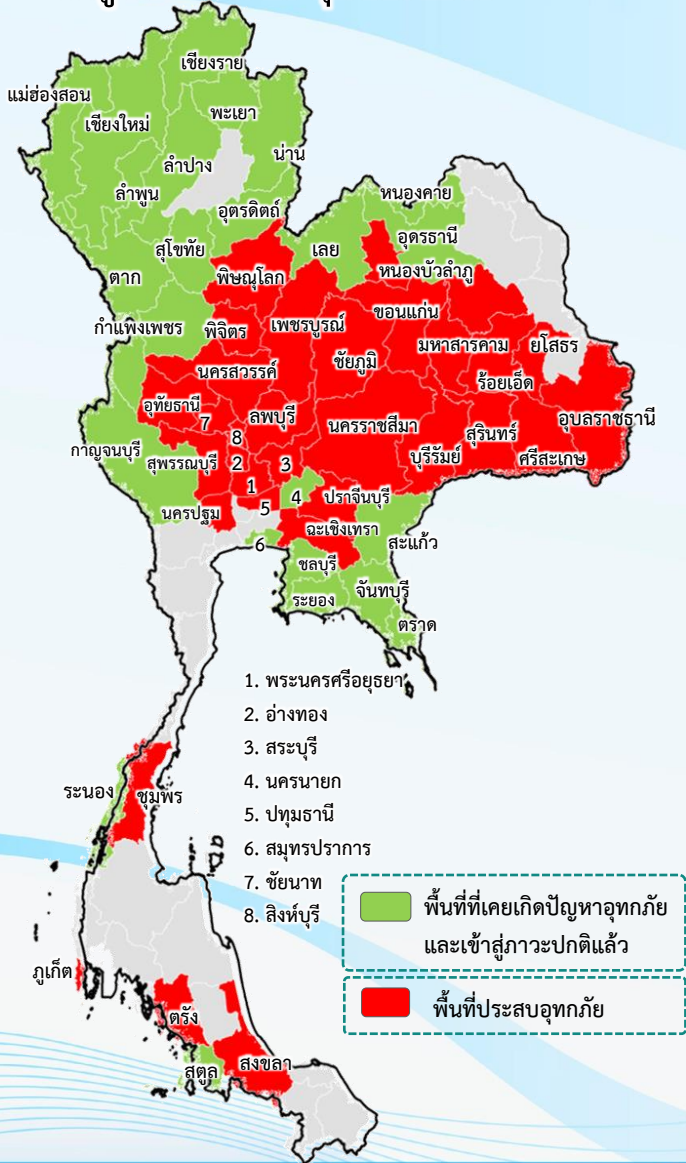 เชียงราย
แม่ฮ่องสอน
พะเยา
เชียงใหม่
น่าน
ลำปาง
หนองคาย
ลำพูน
อุตรดิตถ์
อุดรธานี
สุโขทัย
เลย
หนองบัวลำภู
ตาก
พิษณุโลก
ขอนแก่น
กำแพงเพชร
พิจิตร
เพชรบูรณ์
มหาสารคาม
ยโสธร
ชัยภูมิ
นครสวรรค์
ร้อยเอ็ด
อุทัยธานี
ลพบุรี
อุบลราชธานี
7
นครราชสีมา
สุรินทร์
8
กาญจนบุรี
สุพรรณบุรี
2
3
บุรีรัมย์
ศรีสะเกษ
1
4
ปราจีนบุรี
นครปฐม
5
ฉะเชิงเทรา
6
สะแก้ว
ชลบุรี
ระยอง
จันทบุรี
ตราด
1. พระนครศรีอยุธยา
2. อ่างทอง
3. สระบุรี
4. นครนายก
5. ปทุมธานี
6. สมุทรปราการ
7. ชัยนาท
8. สิงห์บุรี
ระนอง
ชุมพร
พื้นที่ที่เคยเกิดปัญหาอุทกภัย
และเข้าสู่ภาวะปกติแล้ว
พื้นที่ประสบอุทกภัย
ภูเก็ต
ตรัง
สตูล
สงขลา